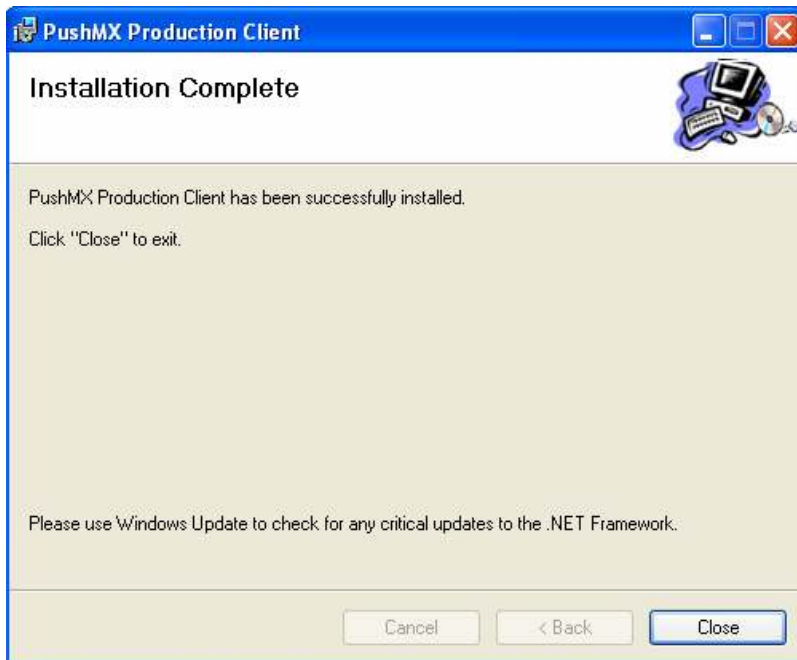 PushMX Production Client
Installation Complete
PushMX Production Client has been successfully installed.
Click "Close" to exit.
Please use Windows Update to check for any critical updates to the .NET Framework.
Cancel
< Back
Close